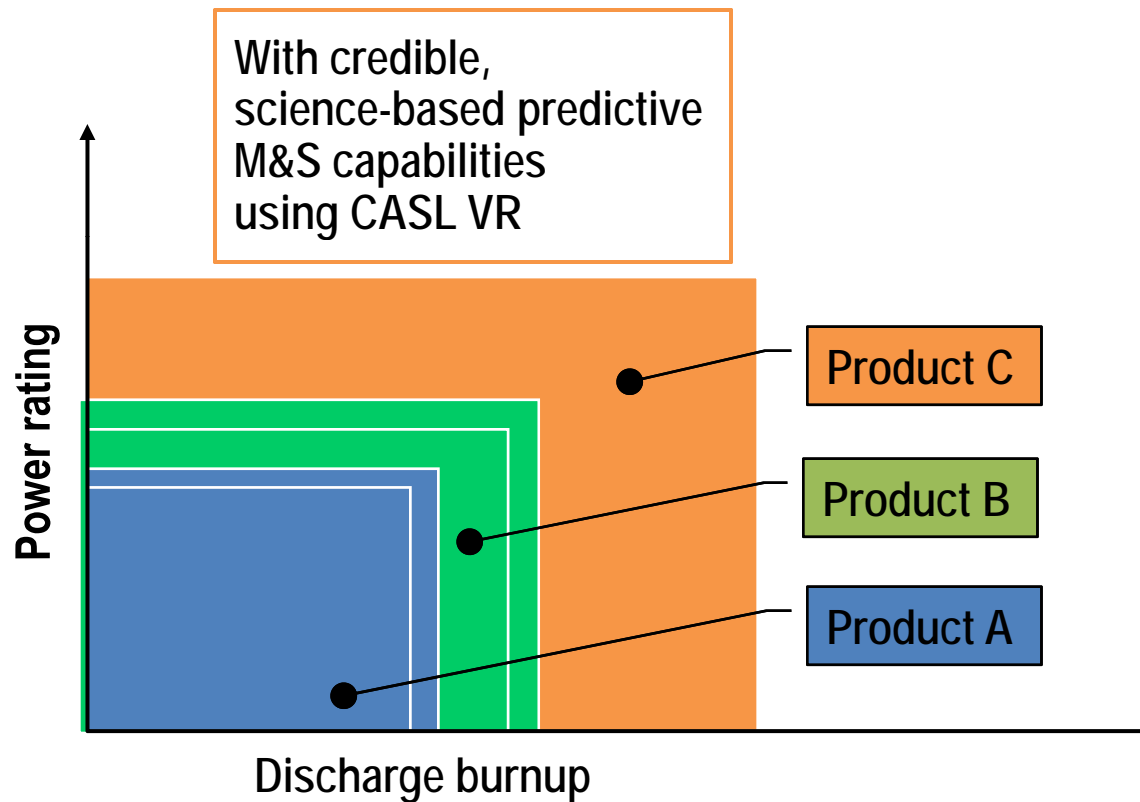 With credible,
science-based predictive
M&S capabilities
using CASL VR
Power rating
Product C
Product B
Product A
Discharge burnup